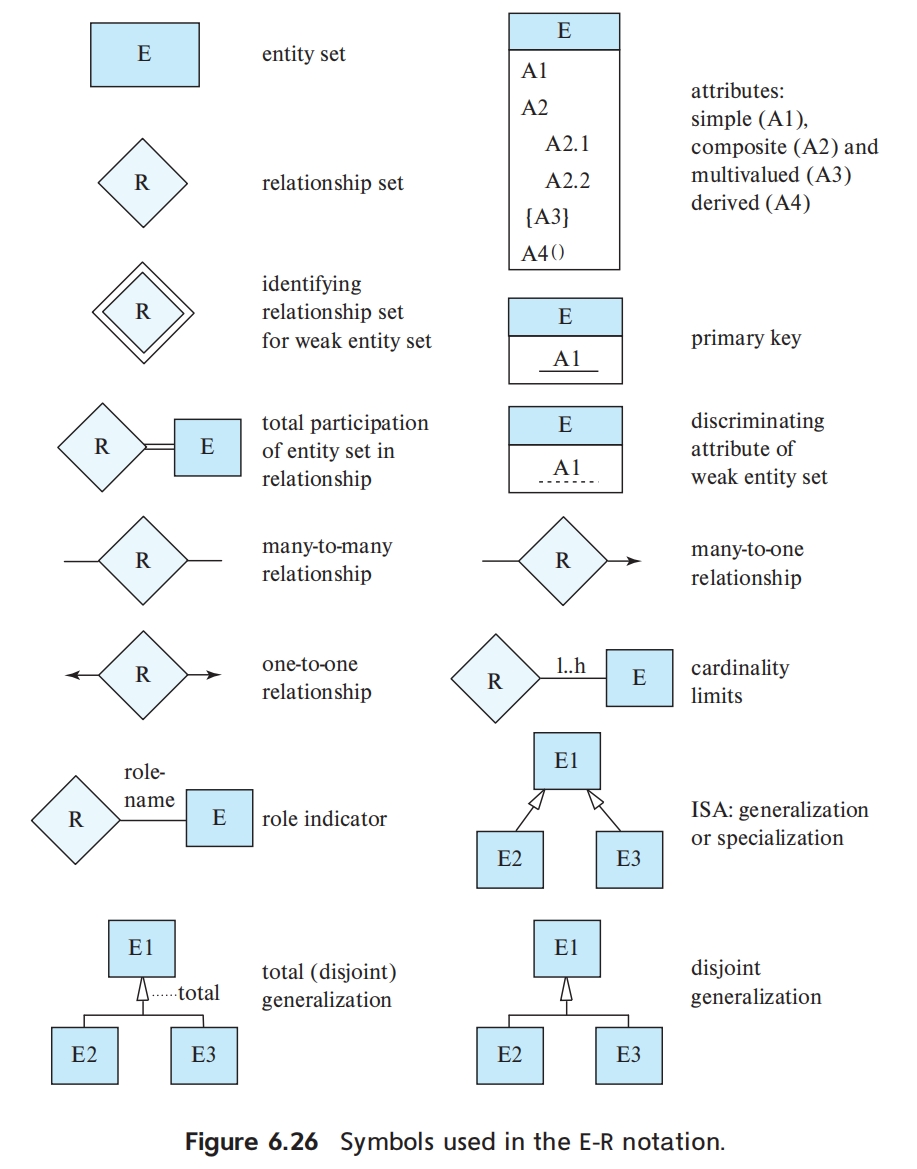 E
entity set
E
A1
A2
A2.1
A2.2
{A3}
A4()
attributes:
simple (A1),
composite (A2) and
multivalued (A3)
derived (A4)
R
relationship set
R
identifying
relationship set
for weak entity set
E
A1
primary key
R
E
total participation
of entity set in
relationship
E
A1
discriminating
attribute of
weak entity set
R
many-to-many
relationship
R
many-to-one
relationship
R
one-to-one
relationship
R
l..h
E
cardinality
limits
R
role-
name
E
role indicator
E1
E2
E3
ISA: generalization
or specialization
E1
total
E2
E3
total (disjoint)
generalization
E1
E2
E3
disjoint
generalization
Figure 6.26 Symbols used in the E-R notation.